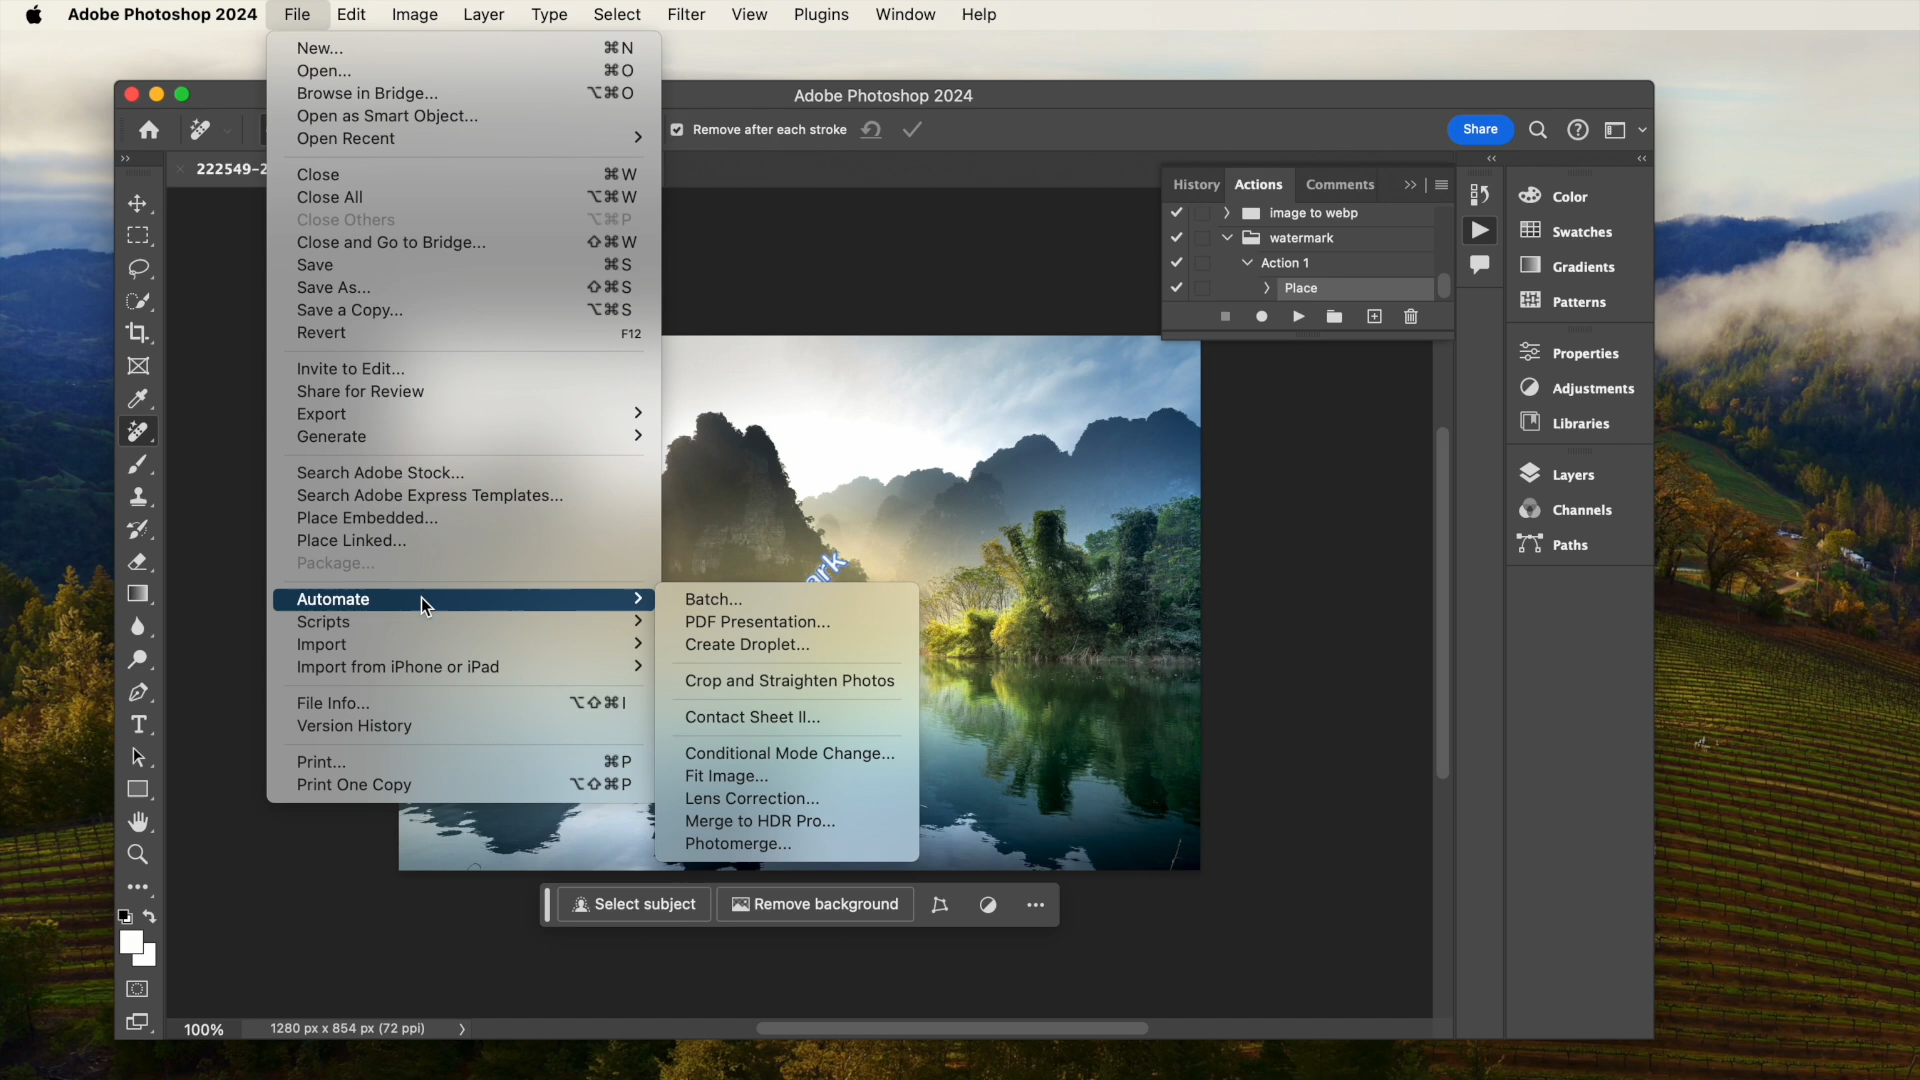 Adobe Photoshop 2024 File Edit Image Layer Type Select Filter View Plugins Window Help
New... ⌘N
Open... ⌘O
Browse in Bridge... ⌥⌘O
Open as Smart Object...
Open Recent
Close ⌘W
Close All ⌥⌘W
Close Others ⌥⌘P
Close and Go to Bridge... ⇧⌘W
Save ⌘S
Save As... ⇧⌘S
Save a Copy... ⌥⌘S
Revert F12
Invite to Edit...
Share for Review
Export
Generate
Search Adobe Stock...
Search Adobe Express Templates...
Place Embedded...
Place Linked...
Package...
Automate
Scripts
Import
Import from iPhone or iPad
File Info... ⌥⇧⌘I
Version History
Print... ⌘P
Print One Copy ⌥⇧⌘P
Batch...
PDF Presentation...
Create Droplet...
Crop and Straighten Photos
Contact Sheet II...
Conditional Mode Change...
Fit Image...
Lens Correction...
Merge to HDR Pro...
Photomerge...
Adobe Photoshop 2024
Remove after each stroke
Share
222549-2
History Actions Comments
image to webp
watermark
Action 1
Place
Color
Swatches
Gradients
Patterns
Properties
Adjustments
Libraries
Layers
Channels
Paths
ark
Select subject Remove background
100% 1280 px x 854 px (72 ppi)